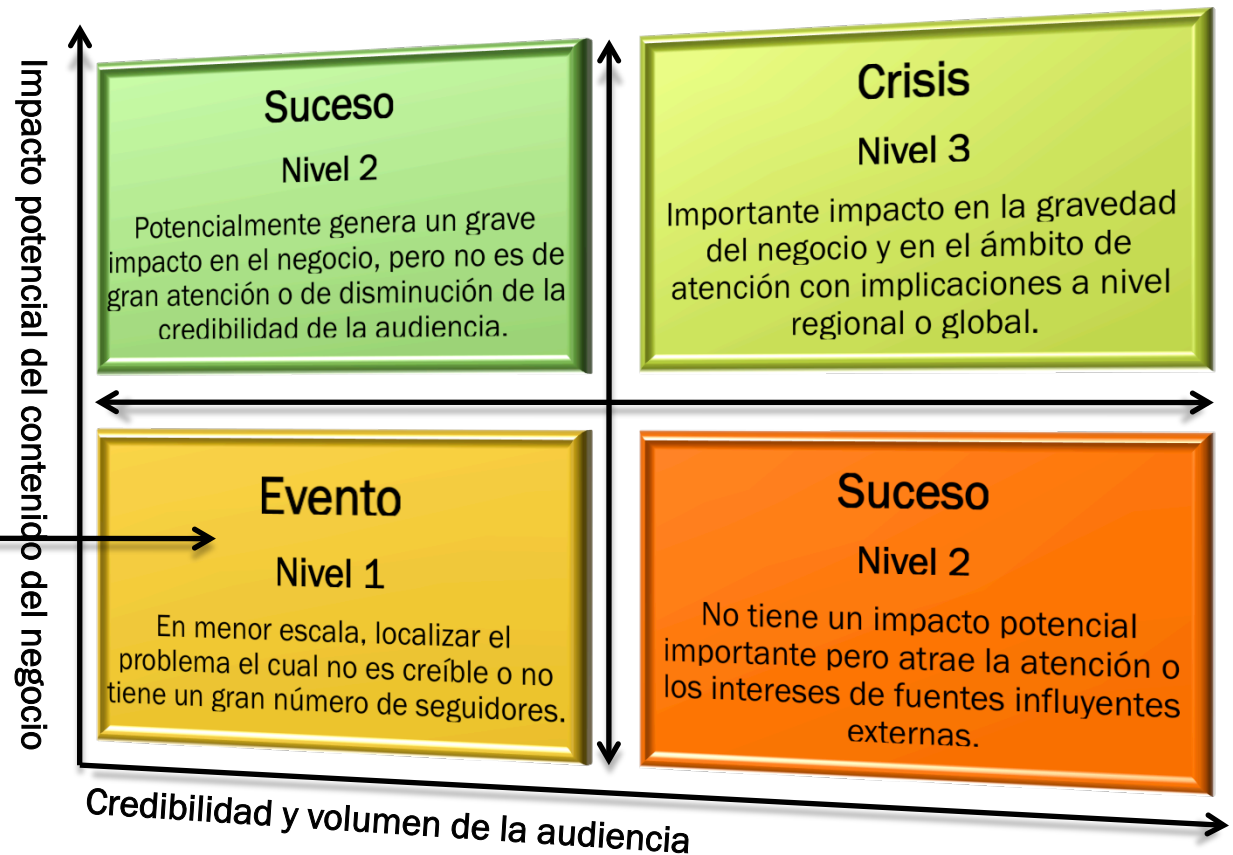 Impacto potencial del contenido del negocio
Suceso
Nivel 2
Potencialmente genera un grave
impacto en el negocio, pero no es de
gran atención o de disminución de la
credibilidad de la audiencia.
Crisis
Nivel 3
Importante impacto en la gravedad
del negocio y en el ámbito de
atención con implicaciones a nivel
regional o global.
Evento
Nivel 1
En menor escala, localizar el
problema el cual no es creíble o no
tiene un gran número de seguidores.
Suceso
Nivel 2
No tiene un impacto potencial
importante pero atrae la atención o
los intereses de fuentes influyentes
externas.
Credibilidad y volumen de la audiencia